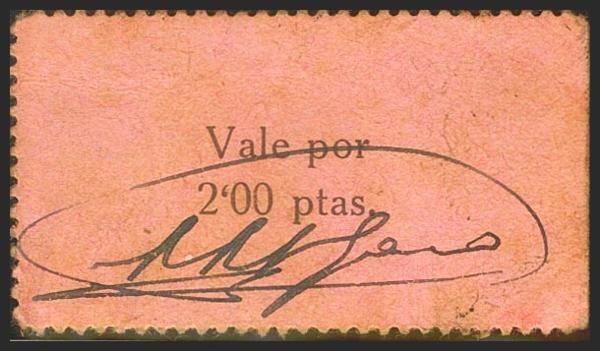 Vale por
2‘00 ptas.